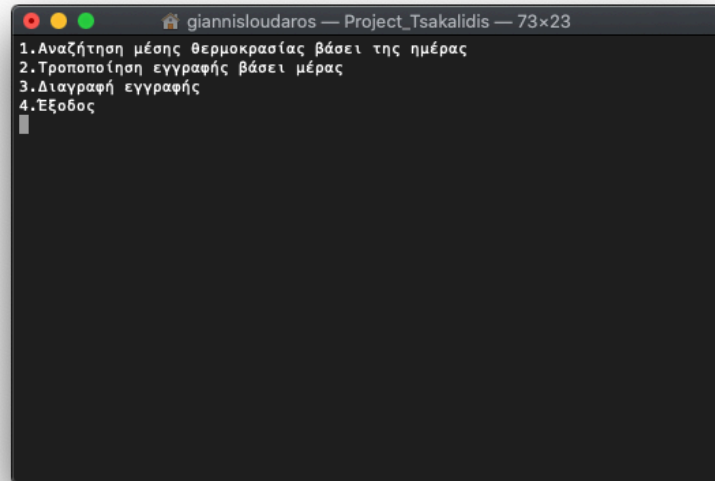 giannisloudaros — Project_Tsakalidis — 73×23
1.Αναζήτηση μέσης θερμοκρασίας βάσει της ημέρας
2.Τροποποίηση εγγραφής βάσει μέρας
3.Διαγραφή εγγραφής
4.Έξοδος